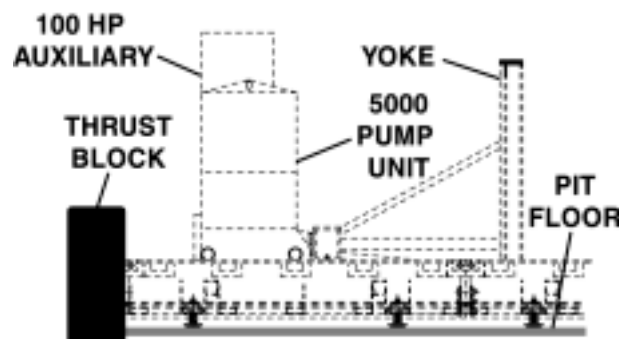 100 HP
AUXILIARY
YOKE
5000
PUMP
UNIT
THRUST
BLOCK
PIT
FLOOR